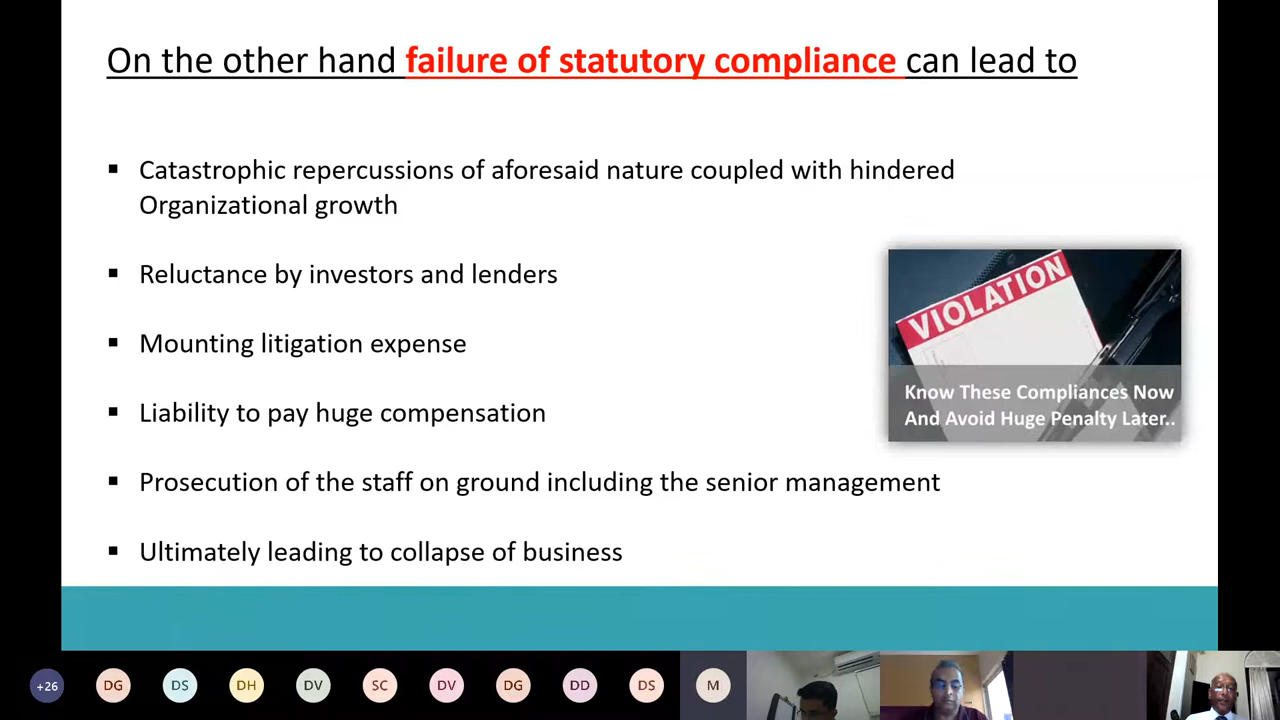 On the other hand failure of statutory compliance can lead to
▪ Catastrophic repercussions of aforesaid nature coupled with hindered
Organizational growth
▪ Reluctance by investors and lenders
▪ Mounting litigation expense
▪ Liability to pay huge compensation
▪ Prosecution of the staff on ground including the senior management
▪ Ultimately leading to collapse of business
VIOLATION
Know These Compliances Now
And Avoid Huge Penalty Later..
+26 DG DS DH DV SC DV DG DD DS M